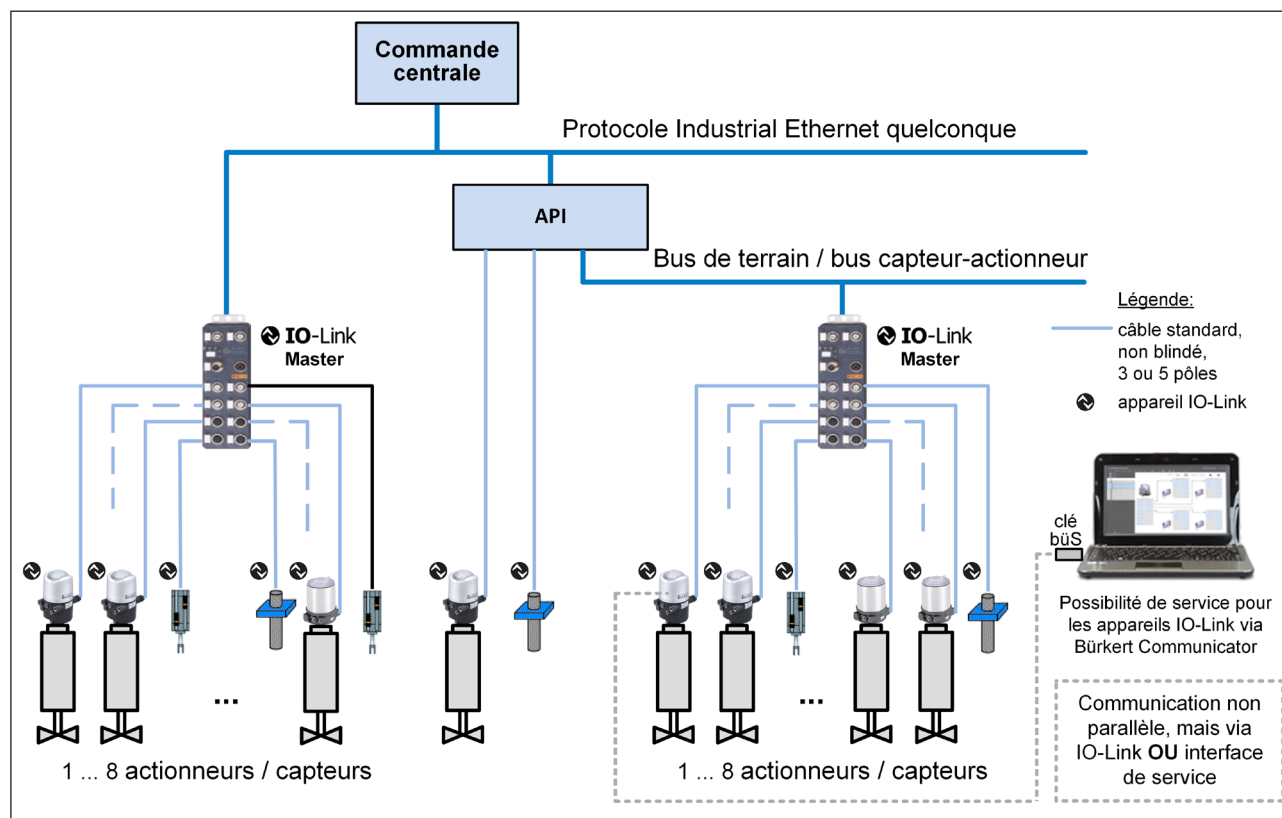 Commande
centrale
Protocole Industrial Ethernet quelconque
API
Bus de terrain / bus capteur-actionneur
IO-Link
Master
IO-Link
Master
Légende:
câble standard,
non blindé,
3 ou 5 pôles
appareil IO-Link
clé
büS
Possibilité de service pour
les appareils IO-Link via
Bürkert Communicator
...
...
Communication non
parallèle, mais via
IO-Link OU interface
de service
1 ... 8 actionneurs / capteurs
1 ... 8 actionneurs / capteurs